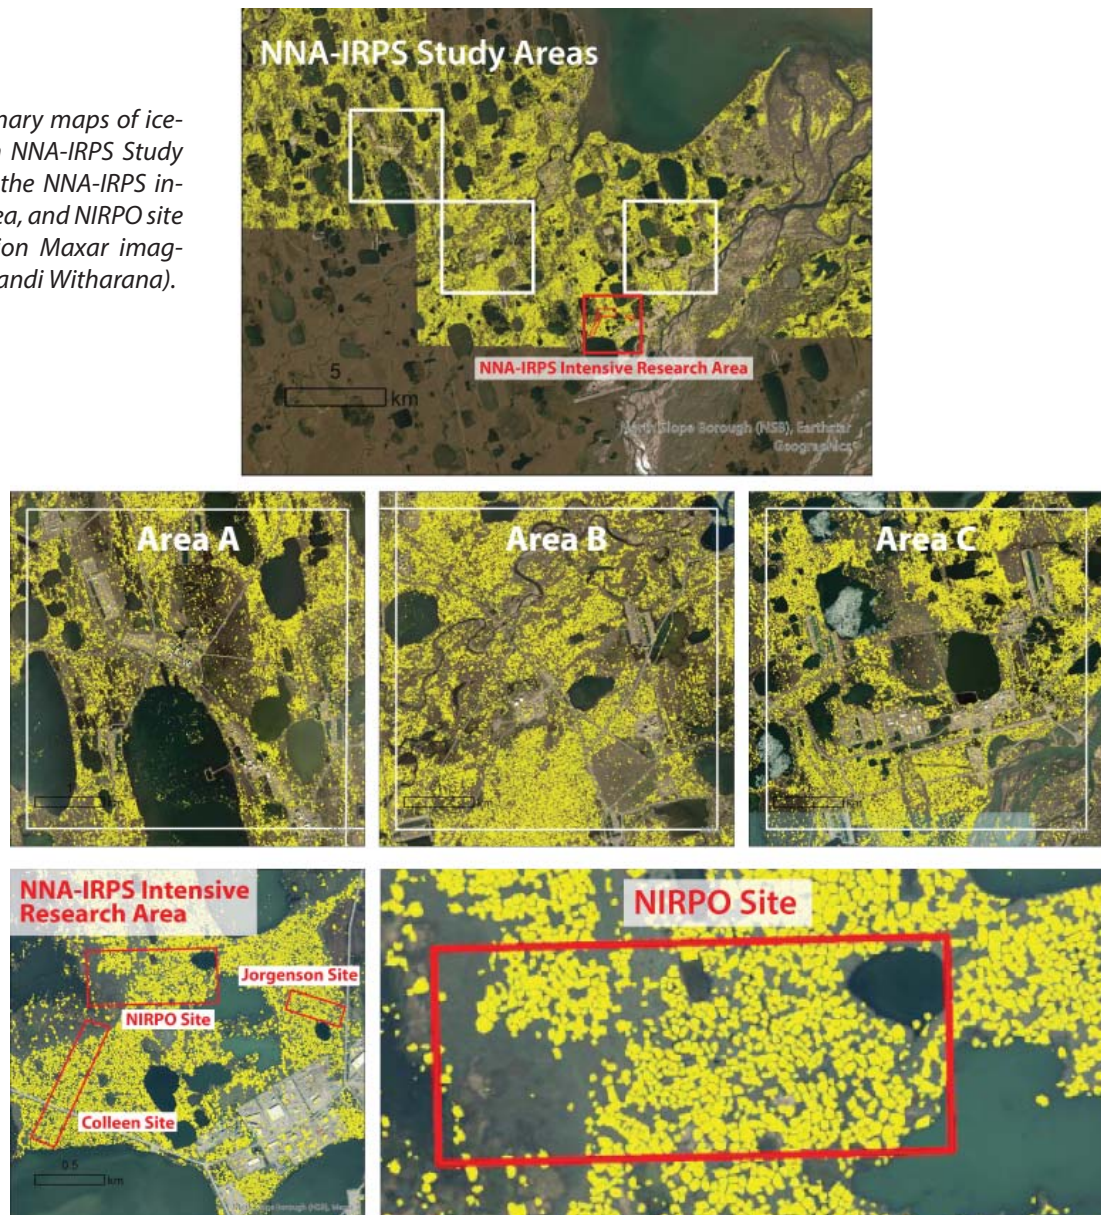 nary maps of ice-
NNA-IRPS Study
the NNA-IRPS in-
ea, and NIRPO site
ion Maxar imag-
andi Witharana).
NNA-IRPS Study Areas
NNA-IRPS Intensive Research Area
5
km
North Slope Borough (NSB), Earthstar
Geographics
Area A
Area B
Area C
NNA-IRPS Intensive
Research Area
Jorgenson Site
NIRPO Site
Colleen Site
0.5
km
NIRPO Site